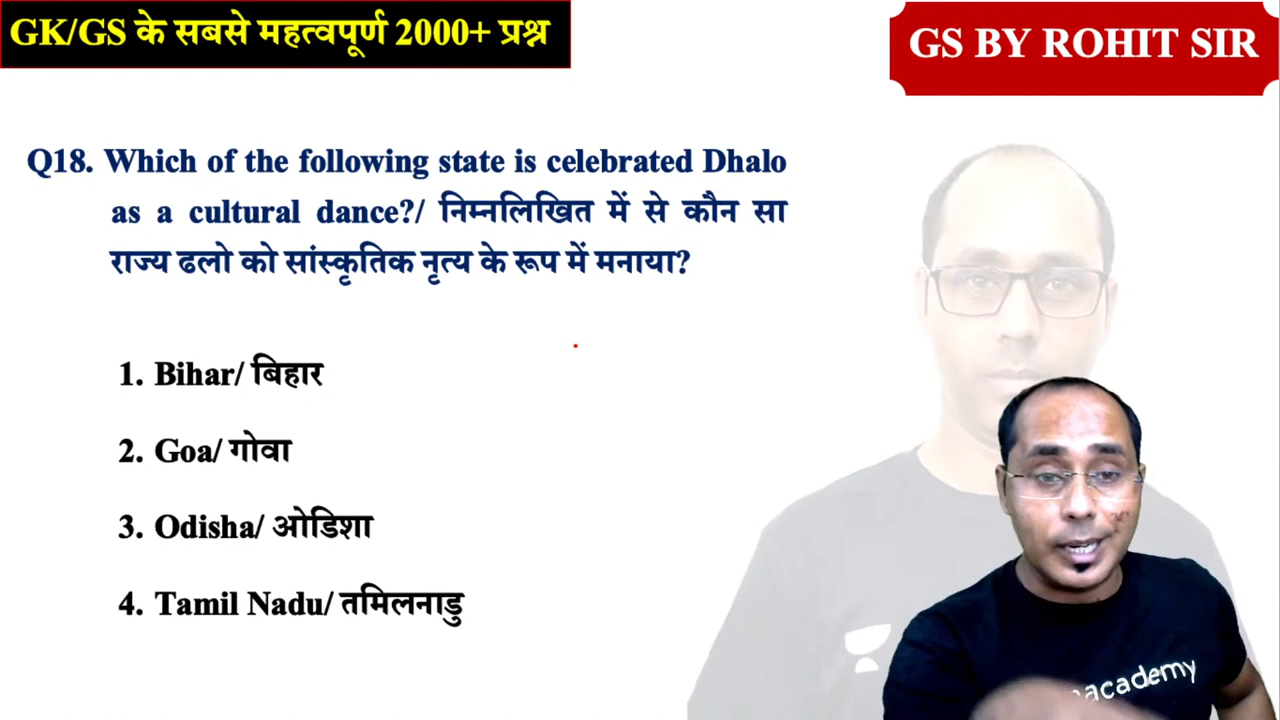 GK/GS के सबसे महत्वपूर्ण 2000+ प्रश्न
GS BY ROHIT SIR
Q18. Which of the following state is celebrated Dhalo
as a cultural dance?/ निम्नलिखित में से कौन सा
राज्य ढलो को सांस्कृतिक नृत्य के रूप में मनाया?
1. Bihar/ बिहार
2. Goa/ गोवा
3. Odisha/ ओडिशा
4. Tamil Nadu/ तमिलनाडु
academy